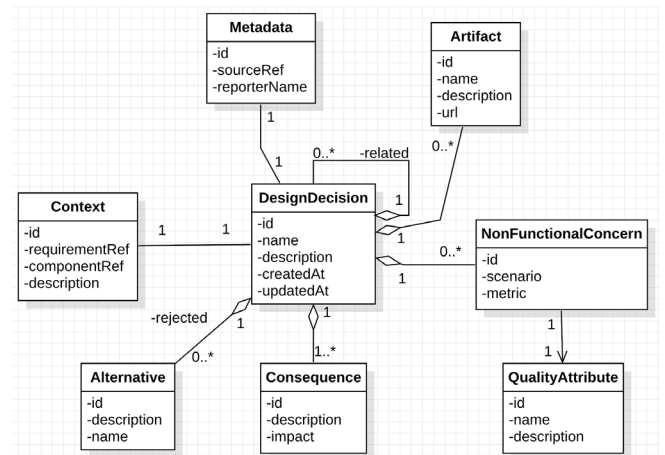 Metadata
-id
-sourceRef
-reporterName
1
1
Artifact
-id
-name
-description
-url
0..*
1
0..*
-related
1
Context
-id
-requirementRef
-componentRef
-description
1
1
DesignDecision
-id
-name
-description
-createdAt
-updatedAt
NonFunctionalConcern
-id
-scenario
-metric
0..*
1
1
1
-rejected
1
0..*
1
1..*
Alternative
-id
-description
-name
Consequence
-id
-description
-impact
QualityAttribute
-id
-name
-description